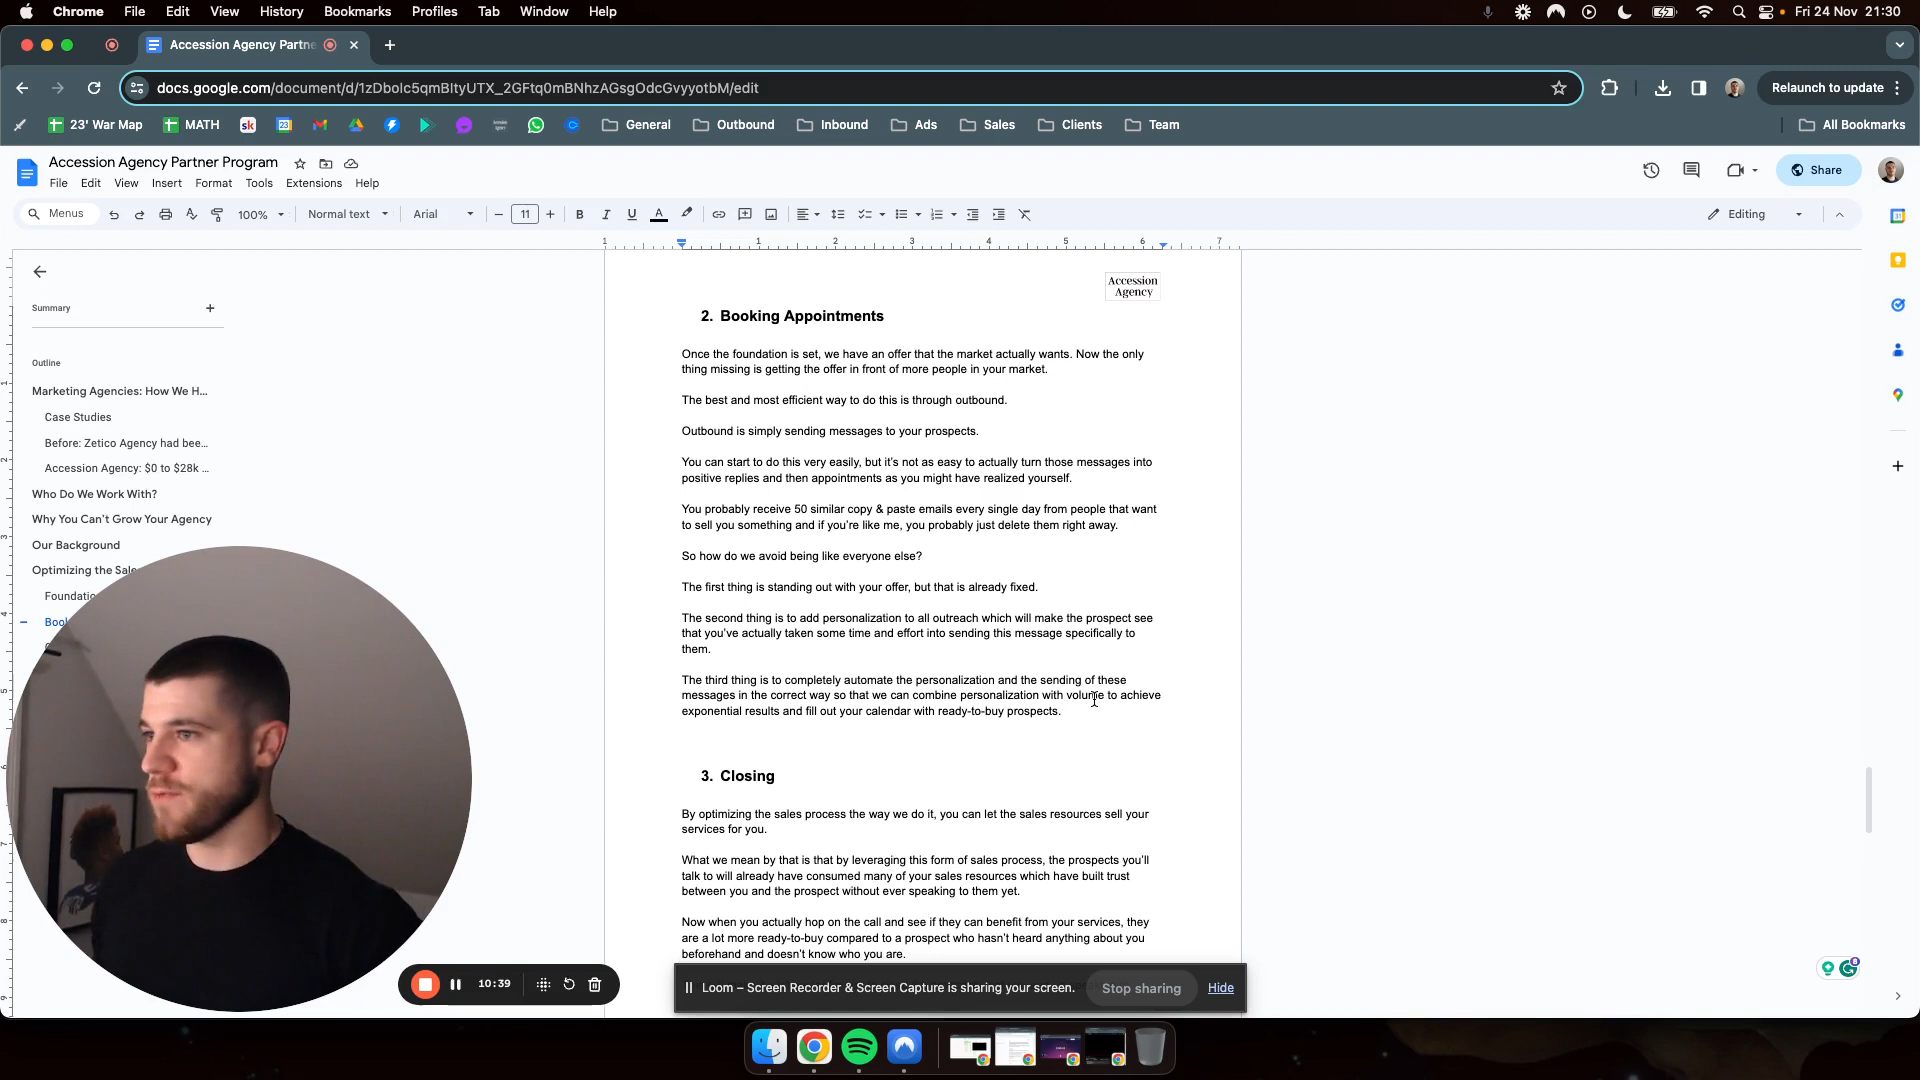 Chrome File Edit View History Bookmarks Profiles Tab Window Help Fri 24 Nov 21:30
Accession Agency Partne
docs.google.com/document/d/1zDbolc5qmBItyUTX_2GFtq0mBNhzAGsgOdcGvyyotbM/edit Relaunch to update
23' War Map MATH sk General Outbound Inbound Ads Sales Clients Team All Bookmarks
Accession Agency Partner Program
File Edit View Insert Format Tools Extensions Help Share
Menus 100% Normal text Arial 11 Editing
1 1 2 3 4 5 6 7
Summary
Outline
Marketing Agencies: How We H...
Case Studies
Before: Zetico Agency had bee...
Accession Agency: $0 to $28k ...
Who Do We Work With?
Why You Can't Grow Your Agency
Our Background
Optimizing the Sale
Foundatio
Accession
Agency
2. Booking Appointments
Once the foundation is set, we have an offer that the market actually wants. Now the only
thing missing is getting the offer in front of more people in your market.
The best and most efficient way to do this is through outbound.
Outbound is simply sending messages to your prospects.
You can start to do this very easily, but it's not as easy to actually turn those messages into
positive replies and then appointments as you might have realized yourself.
You probably receive 50 similar copy & paste emails every single day from people that want
to sell you something and if you're like me, you probably just delete them right away.
So how do we avoid being like everyone else?
The first thing is standing out with your offer, but that is already fixed.
The second thing is to add personalization to all outreach which will make the prospect see
that you've actually taken some time and effort into sending this message specifically to
them.
The third thing is to completely automate the personalization and the sending of these
messages in the correct way so that we can combine personalization with volume to achieve
exponential results and fill out your calendar with ready-to-buy prospects.
3. Closing
By optimizing the sales process the way we do it, you can let the sales resources sell your
services for you.
What we mean by that is that by leveraging this form of sales process, the prospects you'll
talk to will already have consumed many of your sales resources which have built trust
between you and the prospect without ever speaking to them yet.
Now when you actually hop on the call and see if they can benefit from your services, they
are a lot more ready-to-buy compared to a prospect who hasn't heard anything about you
beforehand and doesn't know who you are.
10:39
Loom – Screen Recorder & Screen Capture is sharing your screen. Stop sharing Hide